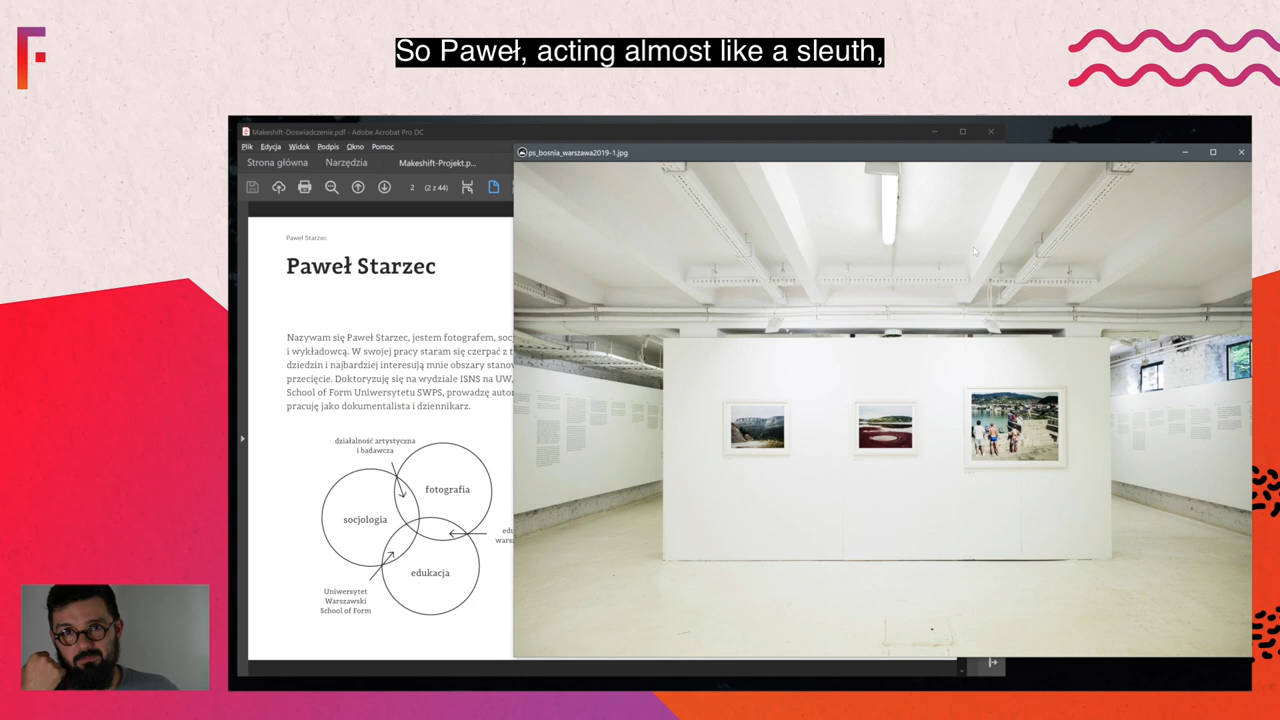 So Paweł, acting almost like a sleuth,
Makeshift-Doswiadczenie.pdf - Adobe Acrobat Pro DC
Plik Edycja Widok Podpis Okno Pomoc
Strona główna Narzędzia Makeshift-Projekt.p...
2 (2 z 44)
ps_bosnia_warszawa2019-1.jpg
Paweł Starzec
Paweł Starzec
Nazywam się Paweł Starzec, jestem fotografem, soc
i wykładowcą. W swojej pracy staram się czerpać z t
dziedzin i najbardziej interesują mnie obszary stano
przecięcie. Doktoryzuję się na wydziale ISNS na UW,
School of Form Uniwersytetu SWPS, prowadzę auto
pracuję jako dokumentalista i dziennikarz.
działalność artystyczna
i badawcza
fotografia
socjologia
edu
warsz
edukacja
Uniwersytet
Warszawski
School of Form